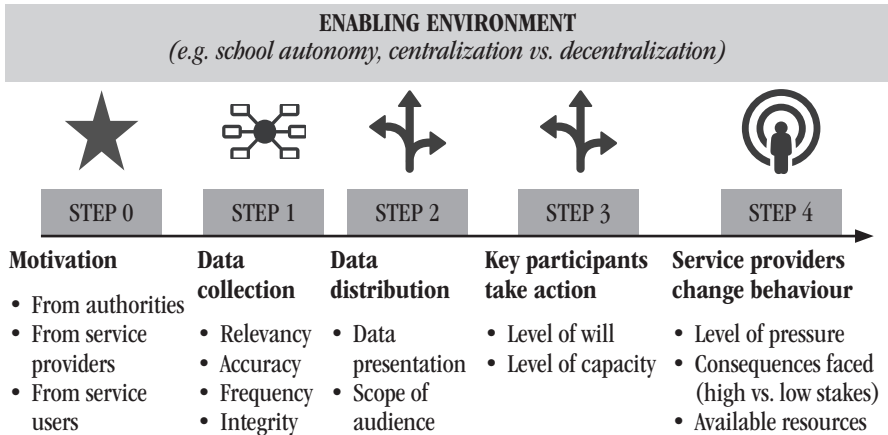 ENABLING ENVIRONMENT
(e.g. school autonomy, centralization vs. decentralization)
STEP 0
STEP 1
STEP 2
STEP 3
STEP 4
Motivation
• From authorities
• From service
providers
• From service
users
Data
collection
• Relevancy
• Accuracy
• Frequency
• Integrity
Data
distribution
• Data
presentation
• Scope of
audience
Key participants
take action
• Level of will
• Level of capacity
Service providers
change behaviour
• Level of pressure
• Consequences faced
(high vs. low stakes)
• Available resources